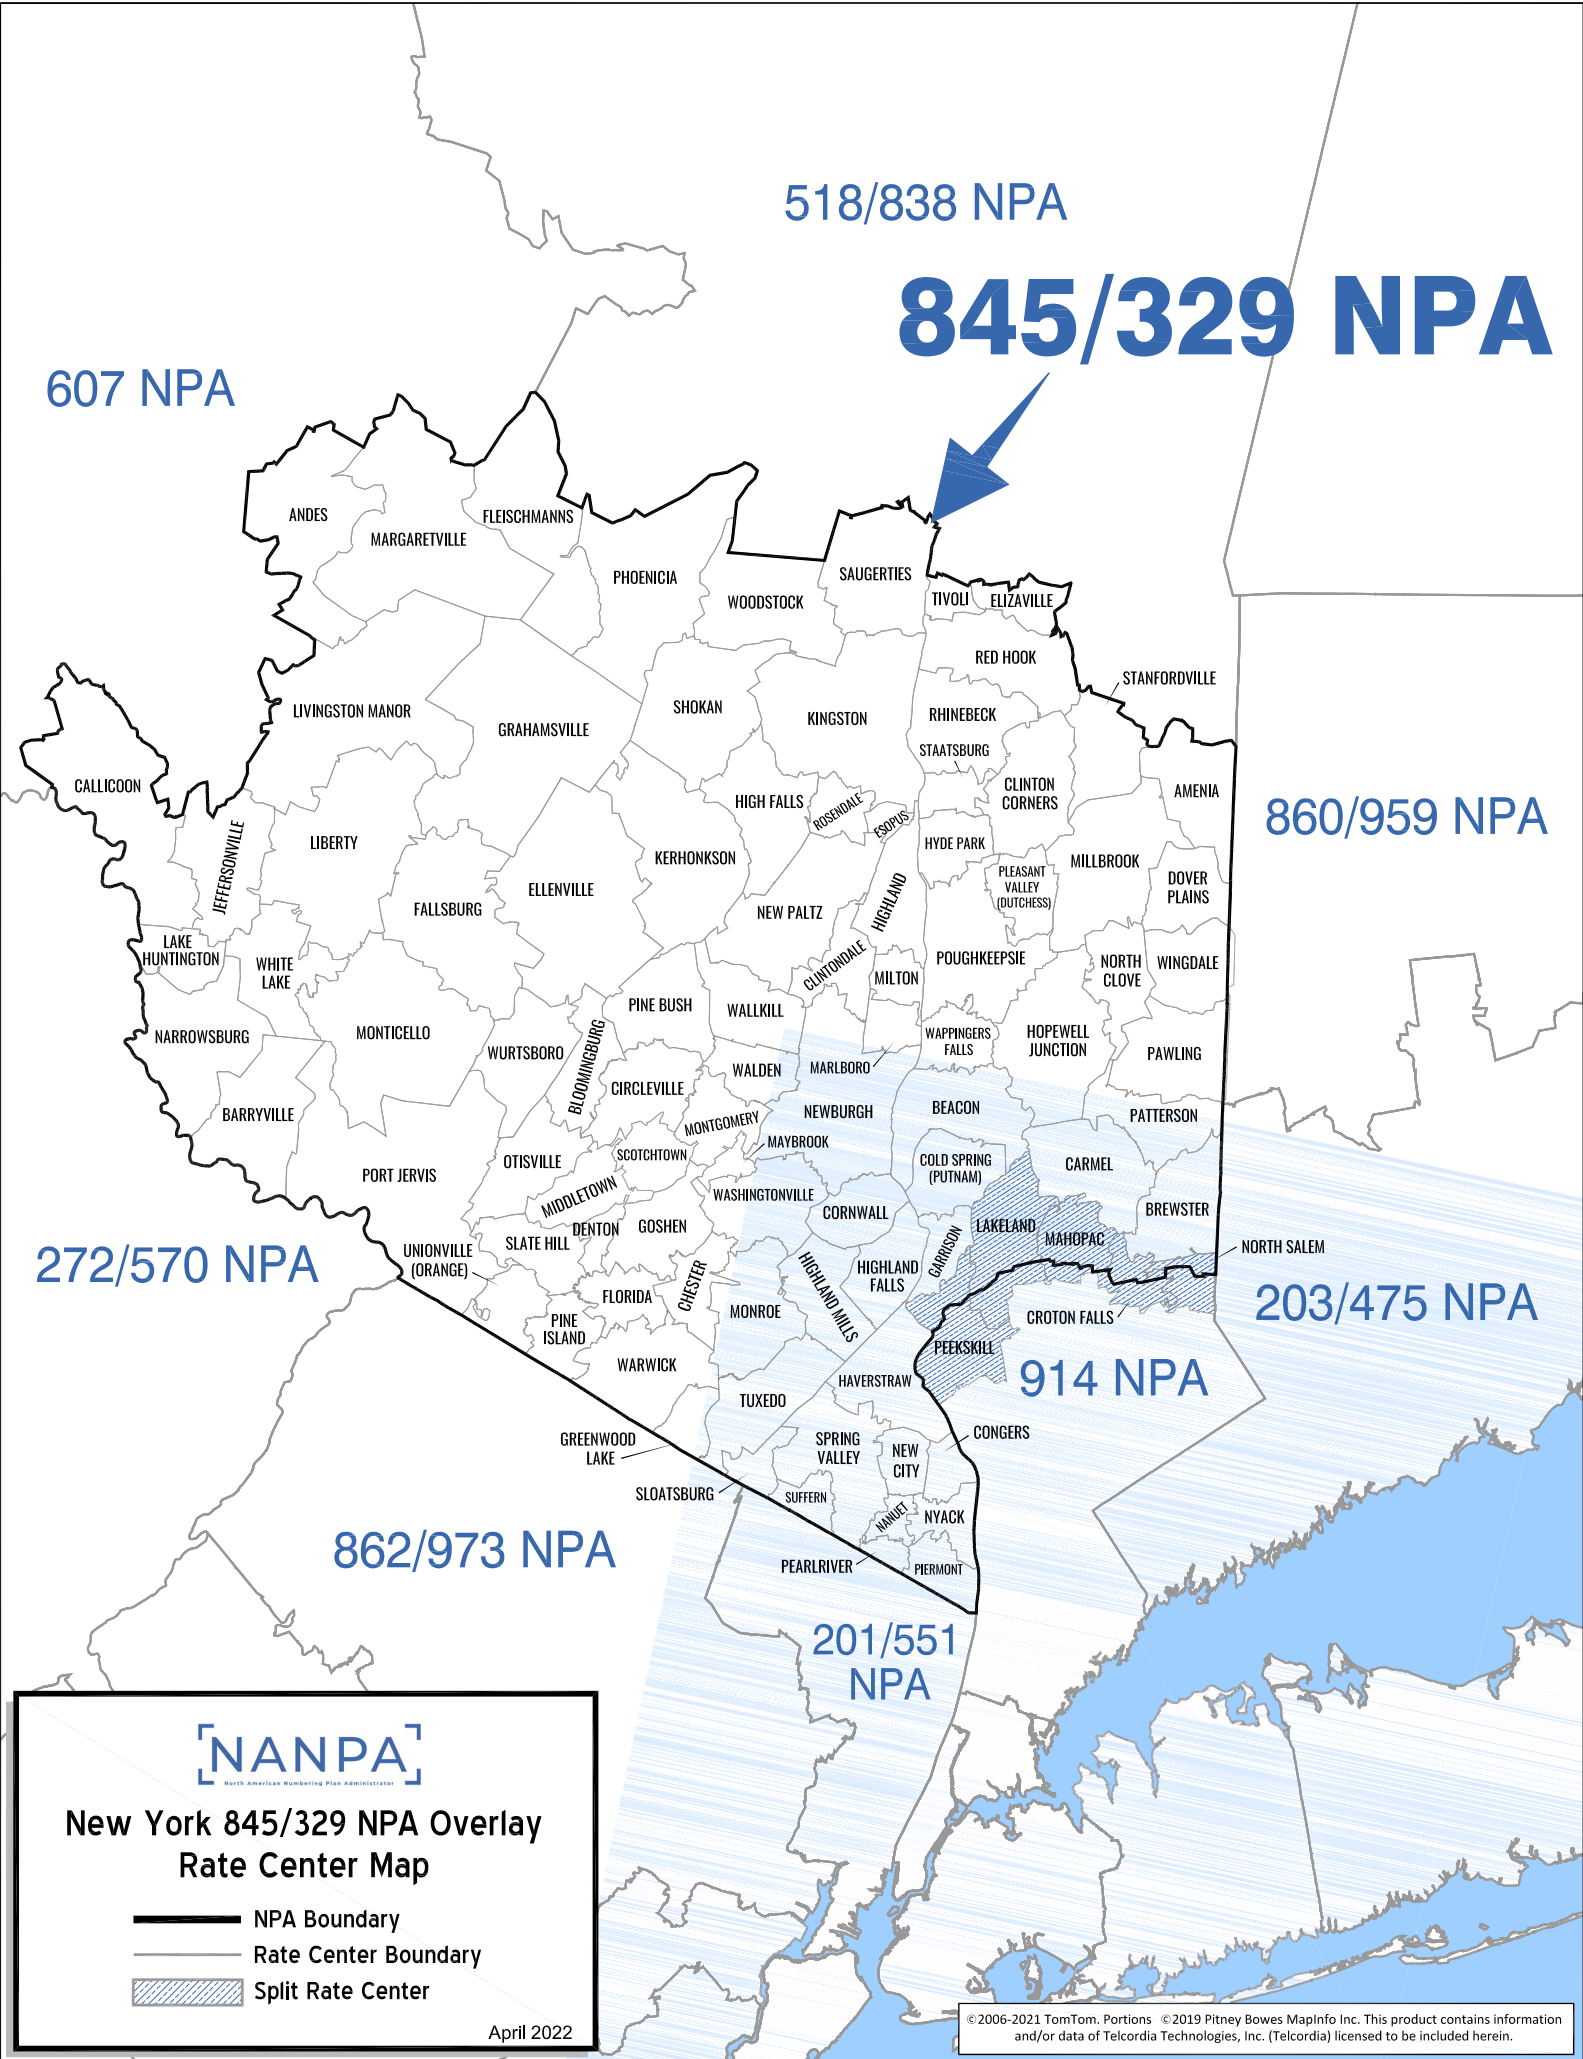 518/838 NPA
845/329 NPA
607 NPA
ANDES
FLEISCHMANNS
MARGARETVILLE
PHOENICIA
SAUGERTIES
WOODSTOCK
TIVOLI
ELIZAVILLE
RED HOOK
STANFORDVILLE
LIVINGSTON MANOR
SHOKAN
KINGSTON
RHINEBECK
GRAHAMSVILLE
STAATSBURG
CALLICOON
CLINTON
CORNERS
AMENIA
HIGH FALLS
ROSENDALE
ESOPUS
860/959 NPA
JEFFERSONVILLE
LIBERTY
HYDE PARK
KERHONKSON
MILLBROOK
PLEASANT
VALLEY
(DUTCHESS)
DOVER
PLAINS
ELLENVILLE
FALLSBURG
HIGHLAND
NEW PALTZ
LAKE
HUNTINGTON
WHITE
LAKE
CLINTONDALE
MILTON
POUGHKEEPSIE
NORTH
CLOVE
WINGDALE
PINE BUSH
WALLKILL
NARROWSBURG
MONTICELLO
WURTSBORO
BLOOMINGBURG
WAPPINGERS
FALLS
HOPEWELL
JUNCTION
PAWLING
WALDEN
MARLBORO
CIRCLEVILLE
BARRYVILLE
NEWBURGH
BEACON
PATTERSON
MONTGOMERY
MAYBROOK
SCOTCHTOWN
OTISVILLE
PORT JERVIS
COLD SPRING
(PUTNAM)
CARMEL
MIDDLETOWN
WASHINGTONVILLE
CORNWALL
BREWSTER
DENTON
GOSHEN
LAKELAND
MAHOPAC
SLATE HILL
UNIONVILLE
(ORANGE)
GARRISON
NORTH SALEM
272/570 NPA
HIGHLAND
FALLS
CHESTER
HIGHLAND MILLS
FLORIDA
MONROE
PINE
ISLAND
CROTON FALLS
203/475 NPA
PEEKSKILL
WARWICK
HAVERSTRAW
914 NPA
TUXEDO
GREENWOOD
LAKE
SPRING
VALLEY
NEW
CITY
CONGERS
SLOATSBURG
SUFFERN
NANUET
NYACK
862/973 NPA
PEARLRIVER
PIERMONT
201/551
NPA
NANPA
North American Numbering Plan Administrator
New York 845/329 NPA Overlay
Rate Center Map
NPA Boundary
Rate Center Boundary
Split Rate Center
April 2022
©2006-2021 TomTom. Portions ©2019 Pitney Bowes MapInfo Inc. This product contains information
and/or data of Telcordia Technologies, Inc. (Telcordia) licensed to be included herein.